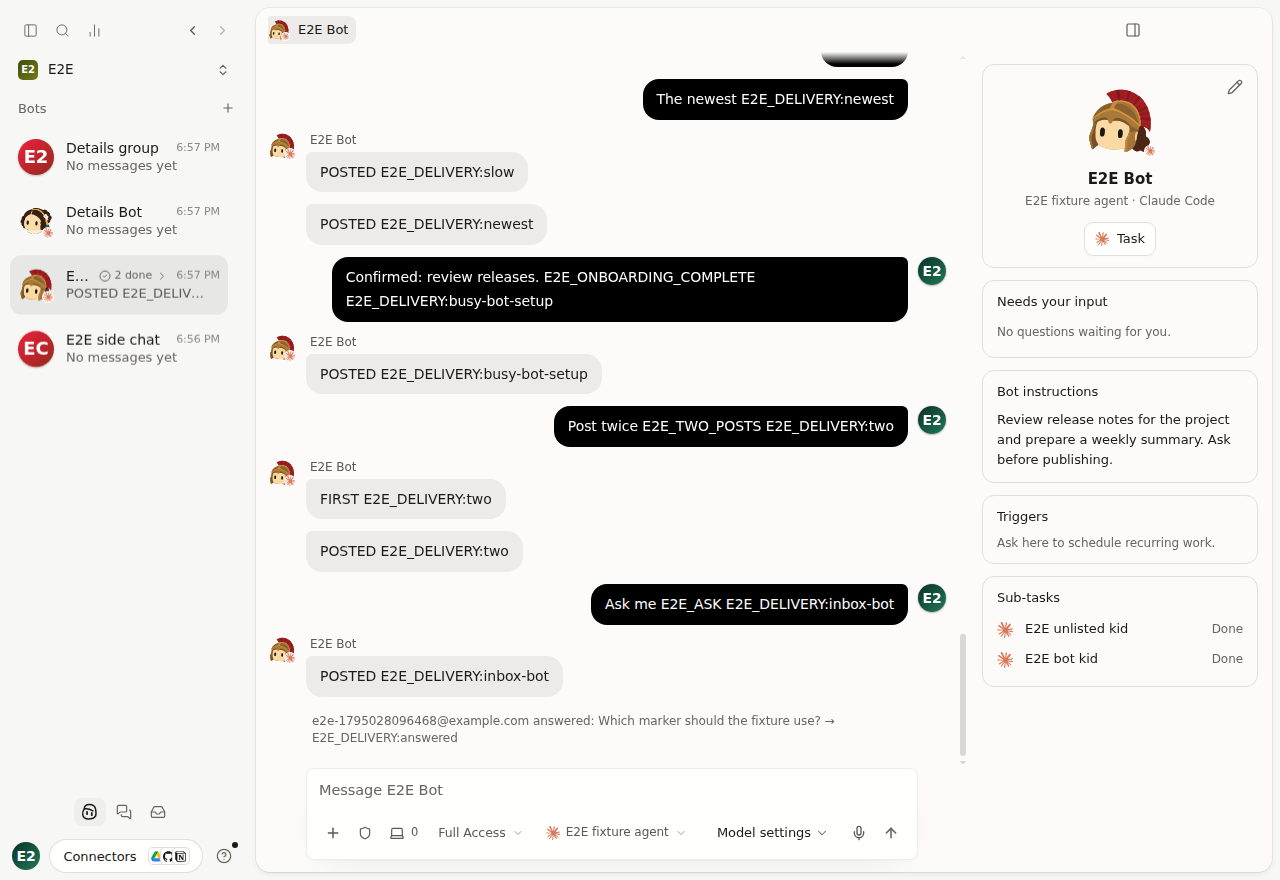 E2 E2E
Bots
E2 Details group 6:57 PM
No messages yet
Details Bot 6:57 PM
No messages yet
E... 2 done 6:57 PM
POSTED E2E_DELIV...
EC E2E side chat 6:56 PM
No messages yet
E2 Connectors
E2E Bot
The newest E2E_DELIVERY:newest
E2E Bot
POSTED E2E_DELIVERY:slow
POSTED E2E_DELIVERY:newest
Confirmed: review releases. E2E_ONBOARDING_COMPLETE E2
E2E_DELIVERY:busy-bot-setup
E2E Bot
POSTED E2E_DELIVERY:busy-bot-setup
Post twice E2E_TWO_POSTS E2E_DELIVERY:two E2
E2E Bot
FIRST E2E_DELIVERY:two
POSTED E2E_DELIVERY:two
Ask me E2E_ASK E2E_DELIVERY:inbox-bot E2
E2E Bot
POSTED E2E_DELIVERY:inbox-bot
e2e-1795028096468@example.com answered: Which marker should the fixture use? →
E2E_DELIVERY:answered
Message E2E Bot
0 Full Access E2E fixture agent Model settings
E2E Bot
E2E fixture agent · Claude Code
Task
Needs your input
No questions waiting for you.
Bot instructions
Review release notes for the project
and prepare a weekly summary. Ask
before publishing.
Triggers
Ask here to schedule recurring work.
Sub-tasks
E2E unlisted kid Done
E2E bot kid Done